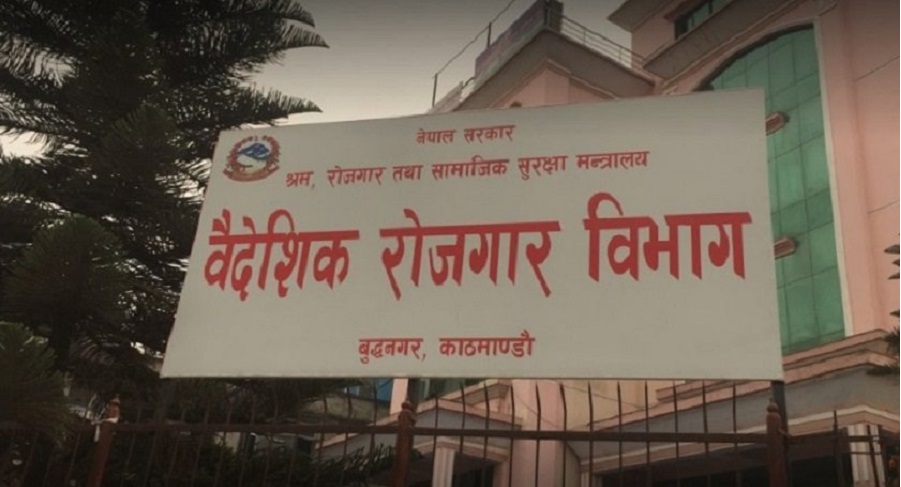 नेपाल सरकार
श्रम, रोजगार तथा सामाजिक सुरक्षा मन्त्रालय
वैदेशिक रोजगार विभाग
बुद्धनगर, काठमाण्डौ